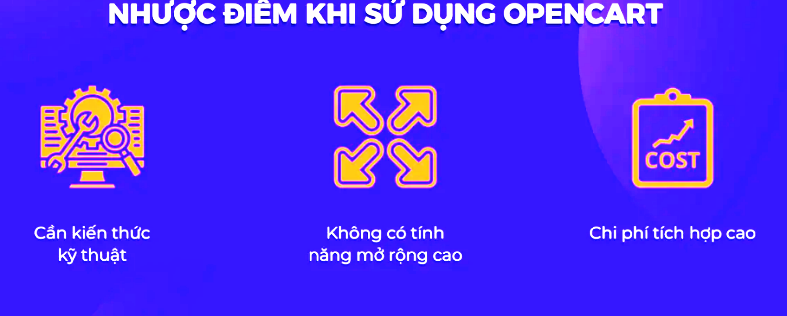 NHƯỢC ĐIỂM KHI SỬ DỤNG OPENCART
COST
Cần kiến thức
kỹ thuật
Không có tính
năng mở rộng cao
Chi phí tích hợp cao